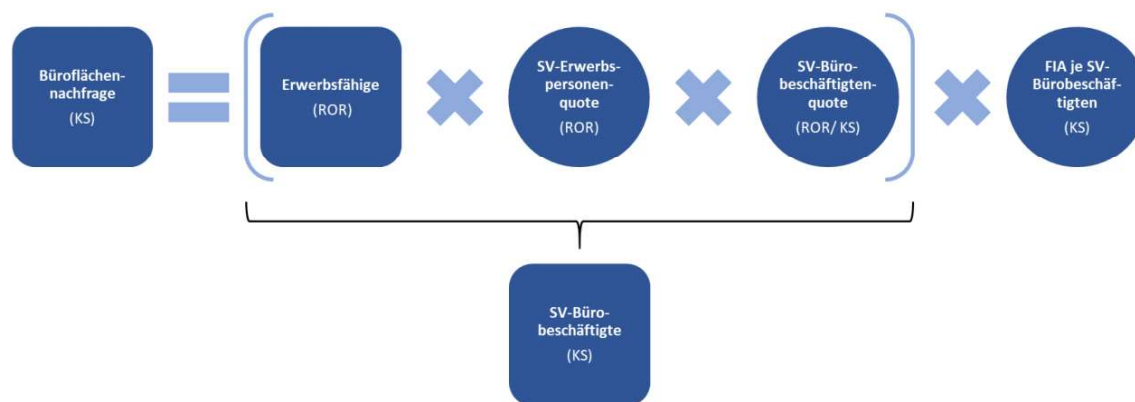 Büroflächen-
nachfrage
(KS)
Erwerbsfähige
(ROR)
SV-Erwerbs-
personen-
quote
(ROR)
SV-Büro-
beschäftigten-
quote
(ROR/ KS)
FIA je SV-
Bürobeschäf-
tigten
(KS)
SV-Büro-
beschäftigte
(KS)